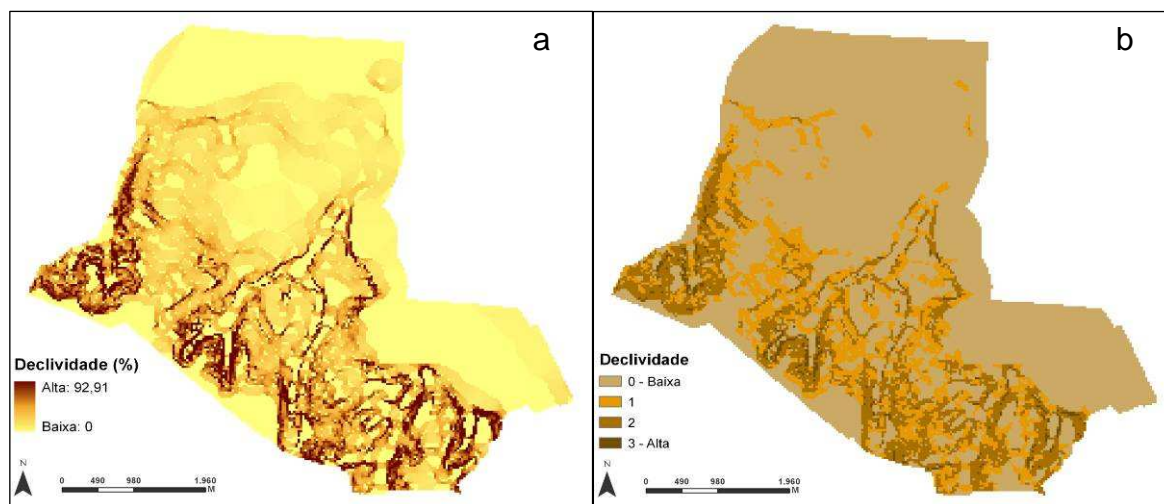 a
Declividade (%)
Alta: 92,91
Baixa: 0
N
0 490 980 1.960
M
b
Declividade
0 - Baixa
1
2
3 - Alta
N
0 490 980 1.960
M